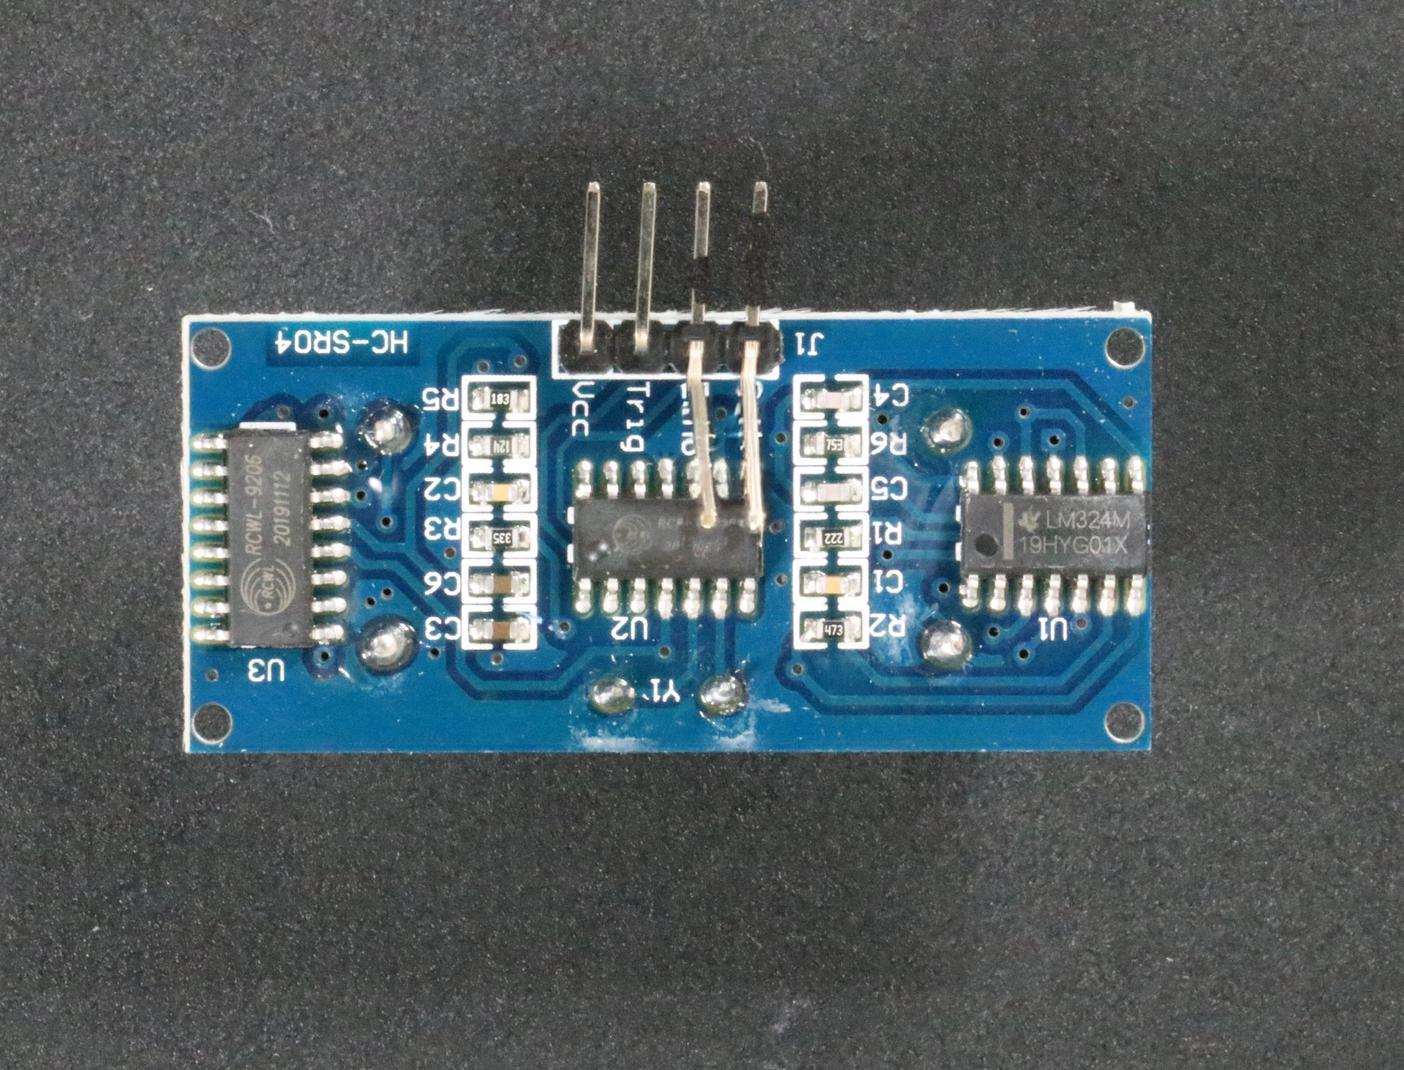 HC-SR04
J1
Vcc
Trig
R5
183
R4
124
C2
R3
335
C6
C3
C4
R6
C5
R1
222
C1
R2
473
RCWL-9206
20191112
RCWL
U3
U2
Y1
LM324M
19HYG01X
U1